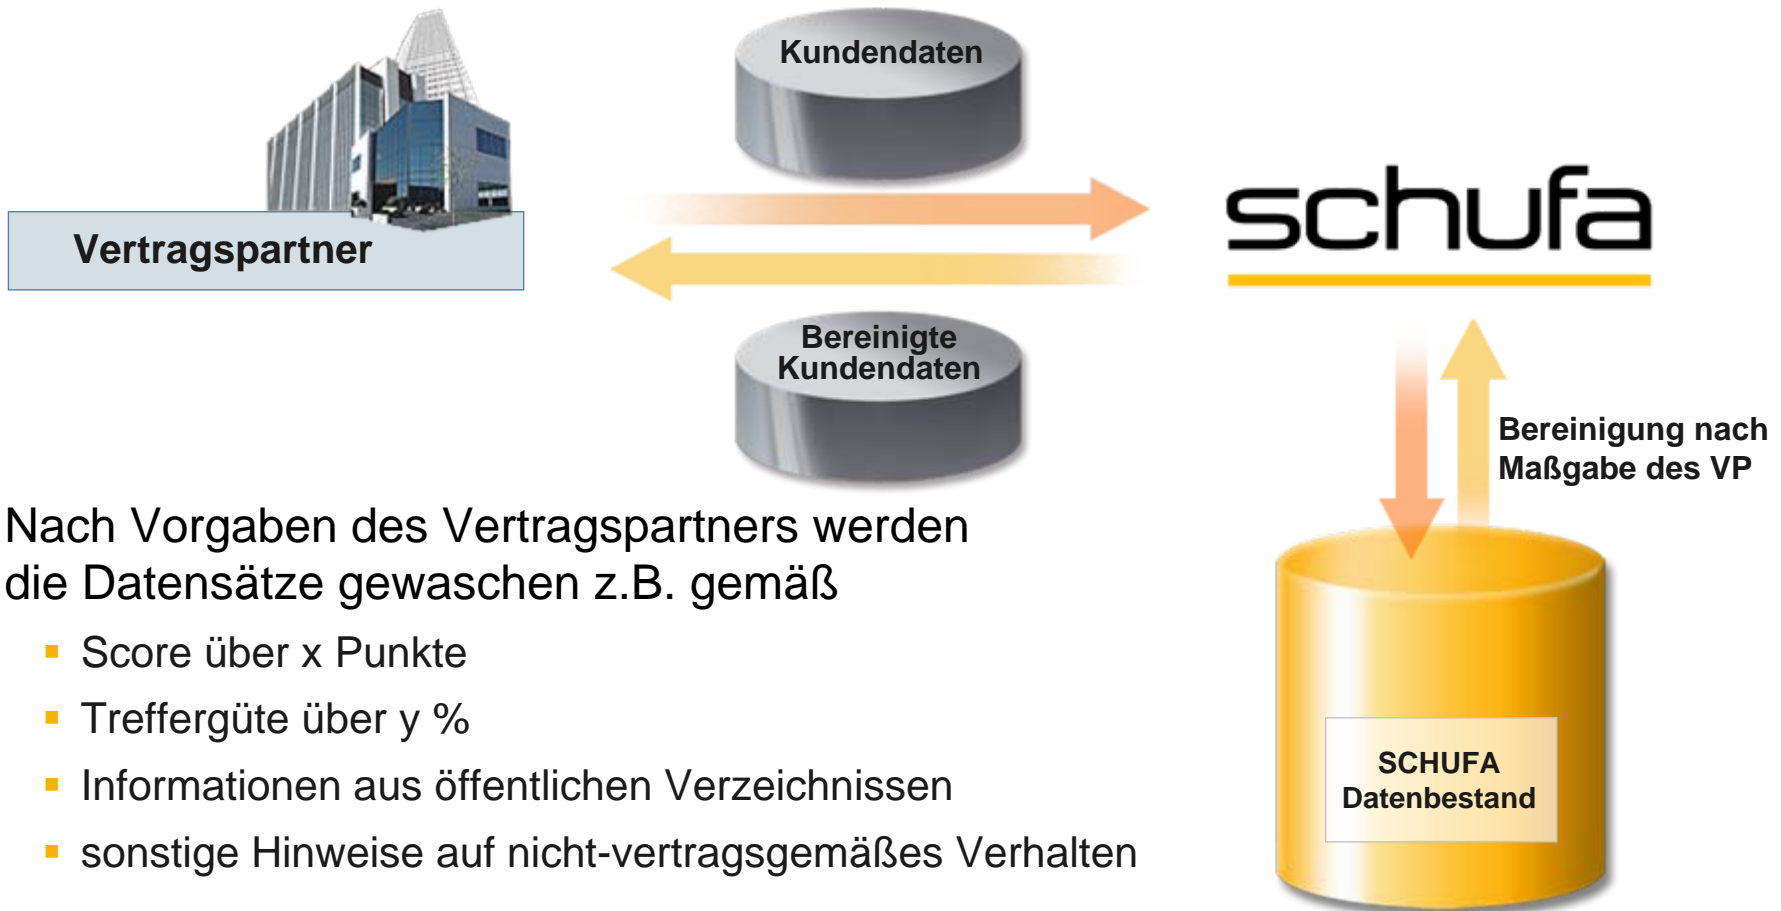 Kundendaten
schufa
Vertragspartner
Bereinigte
Kundendaten
Bereinigung nach
Maßgabe des VP
Nach Vorgaben des Vertragspartners werden
die Datensätze gewaschen z.B. gemäß
▪ Score über x Punkte
▪ Treffergüte über y %
▪ Informationen aus öffentlichen Verzeichnissen
▪ sonstige Hinweise auf nicht-vertragsgemäßes Verhalten
SCHUFA
Datenbestand